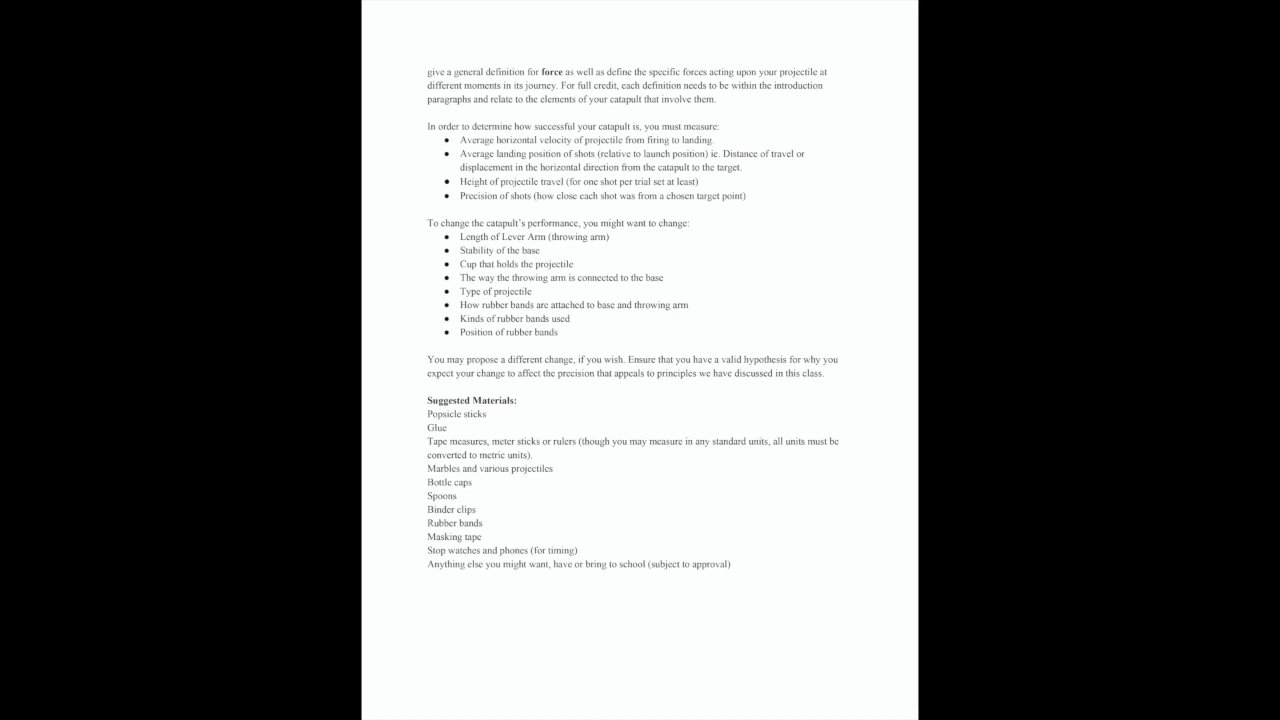 give a general definition for force as well as define the specific forces acting upon your projectile at
different moments in its journey. For full credit, each definition needs to be within the introduction
paragraphs and relate to the elements of your catapult that involve them.
In order to determine how successful your catapult is, you must measure:
● Average horizontal velocity of projectile from firing to landing.
● Average landing position of shots (relative to launch position) ie. Distance of travel or
displacement in the horizontal direction from the catapult to the target.
● Height of projectile travel (for one shot per trial set at least)
● Precision of shots (how close each shot was from a chosen target point)
To change the catapult's performance, you might want to change:
● Length of Lever Arm (throwing arm)
● Stability of the base
● Cup that holds the projectile
● The way the throwing arm is connected to the base
● Type of projectile
● How rubber bands are attached to base and throwing arm
● Kinds of rubber bands used
● Position of rubber bands
You may propose a different change, if you wish. Ensure that you have a valid hypothesis for why you
expect your change to affect the precision that appeals to principles we have discussed in this class.
Suggested Materials:
Popsicle sticks
Glue
Tape measures, meter sticks or rulers (though you may measure in any standard units, all units must be
converted to metric units).
Marbles and various projectiles
Bottle caps
Spoons
Binder clips
Rubber bands
Masking tape
Stop watches and phones (for timing)
Anything else you might want, have or bring to school (subject to approval)